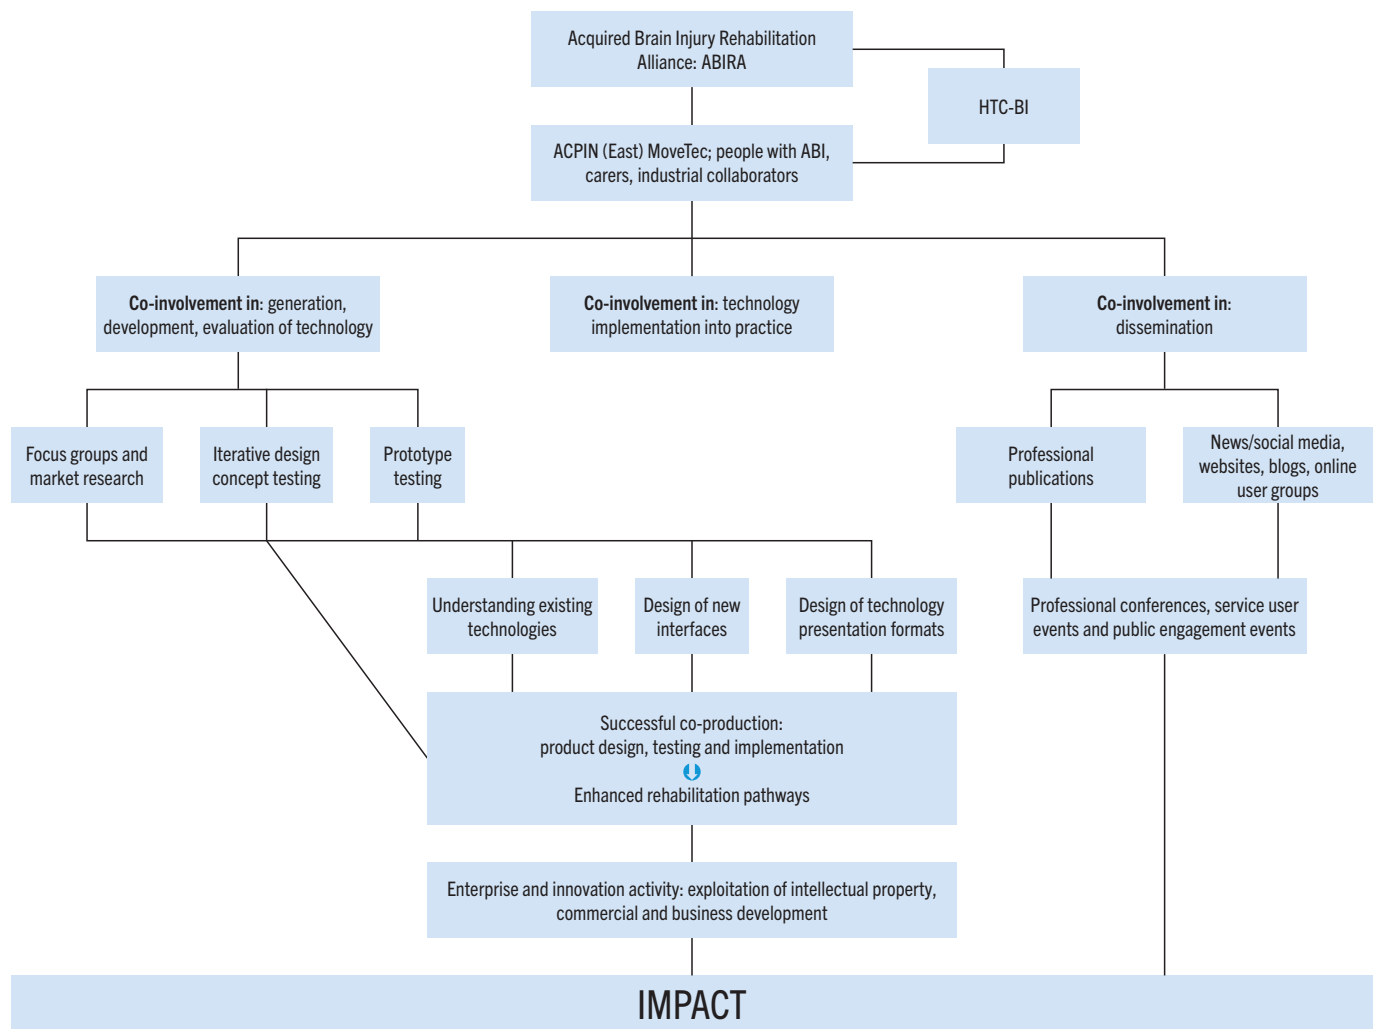 Acquired Brain Injury Rehabilitation
Alliance: ABIRA
HTC-BI
ACPIN (East) MoveTec; people with ABI,
carers, industrial collaborators
Co-involvement in: generation,
development, evaluation of technology
Co-involvement in: technology
implementation into practice
Co-involvement in:
dissemination
Focus groups and
market research
Iterative design
concept testing
Prototype
testing
Professional
publications
News/social media,
websites, blogs, online
user groups
Understanding existing
technologies
Design of new
interfaces
Design of technology
presentation formats
Professional conferences, service user
events and public engagement events
Successful co-production:
product design, testing and implementation
Enhanced rehabilitation pathways
Enterprise and innovation activity: exploitation of intellectual property,
commercial and business development
IMPACT